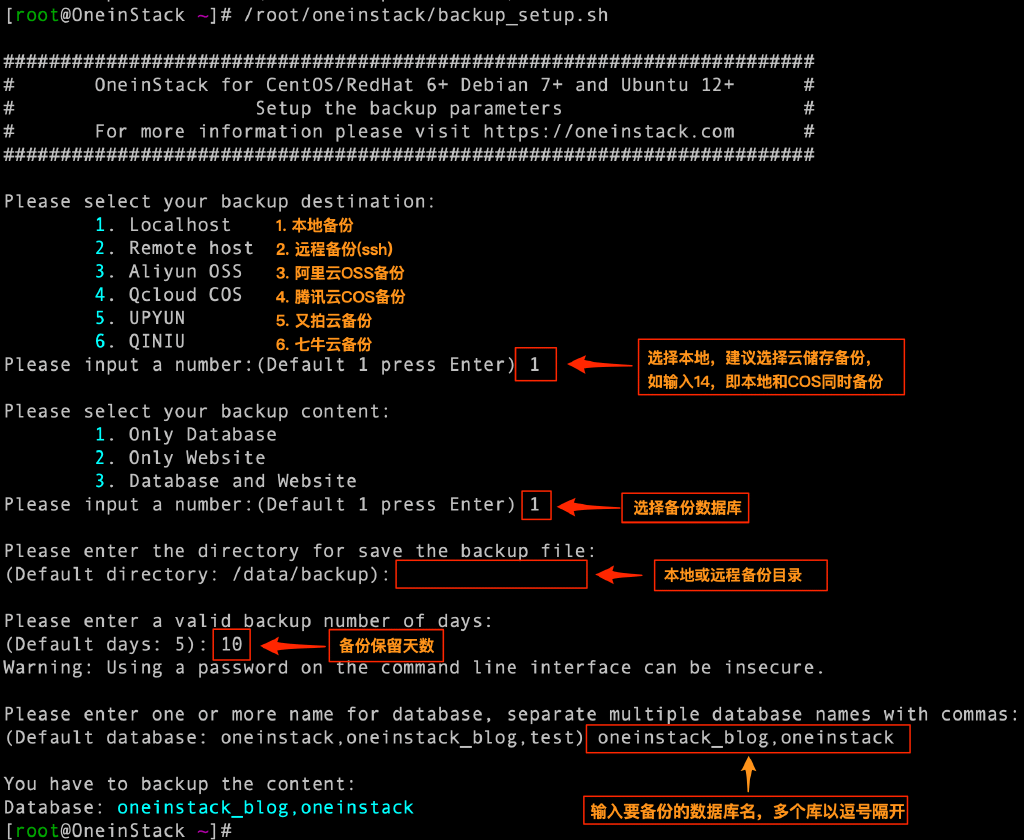 [root@OneinStack ~]# /root/oneinstack/backup_setup.sh
#######################################################################
#       OneinStack for CentOS/RedHat 6+ Debian 7+ and Ubuntu 12+      #
#                     Setup the backup parameters                     #
#       For more information please visit https://oneinstack.com      #
#######################################################################
Please select your backup destination:
1. Localhost 1. 本地备份
2. Remote host 2. 远程备份(ssh)
3. Aliyun OSS 3. 阿里云OSS备份
4. Qcloud COS 4. 腾讯云COS备份
5. UPYUN 5. 又拍云备份
6. QINIU 6. 七牛云备份
Please input a number:(Default 1 press Enter) 1
选择本地，建议选择云储存备份，
如输入14，即本地和COS同时备份
Please select your backup content:
1. Only Database
2. Only Website
3. Database and Website
Please input a number:(Default 1 press Enter) 1 选择备份数据库
Please enter the directory for save the backup file:
(Default directory: /data/backup): 本地或远程备份目录
Please enter a valid backup number of days:
(Default days: 5): 10 备份保留天数
Warning: Using a password on the command line interface can be insecure.
Please enter one or more name for database, separate multiple database names with commas:
(Default database: oneinstack,oneinstack_blog,test) oneinstack_blog,oneinstack
You have to backup the content:
Database: oneinstack_blog,oneinstack
输入要备份的数据库名，多个库以逗号隔开
[root@OneinStack ~]#